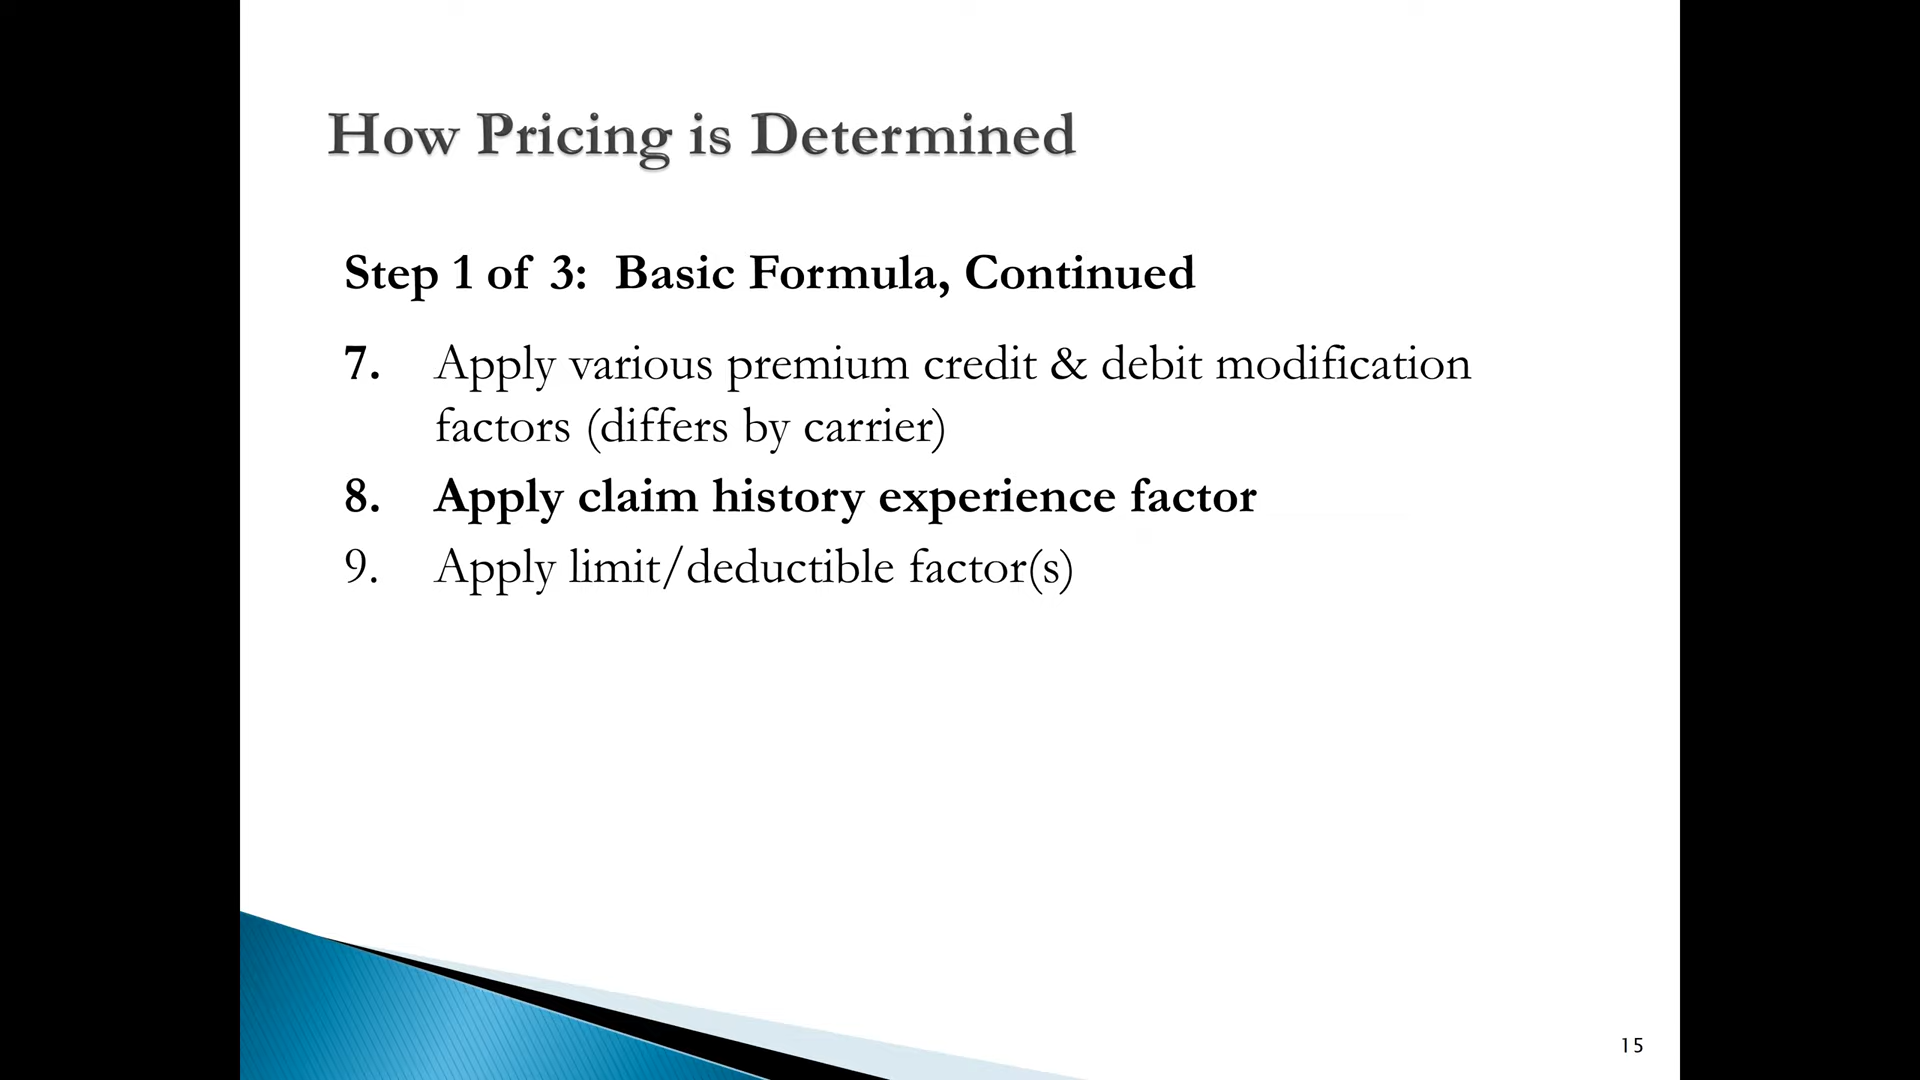 How Pricing is Determined
Step 1 of 3: Basic Formula, Continued
7. Apply various premium credit & debit modification
factors (differs by carrier)
8. Apply claim history experience factor
9. Apply limit/deductible factor(s)
15